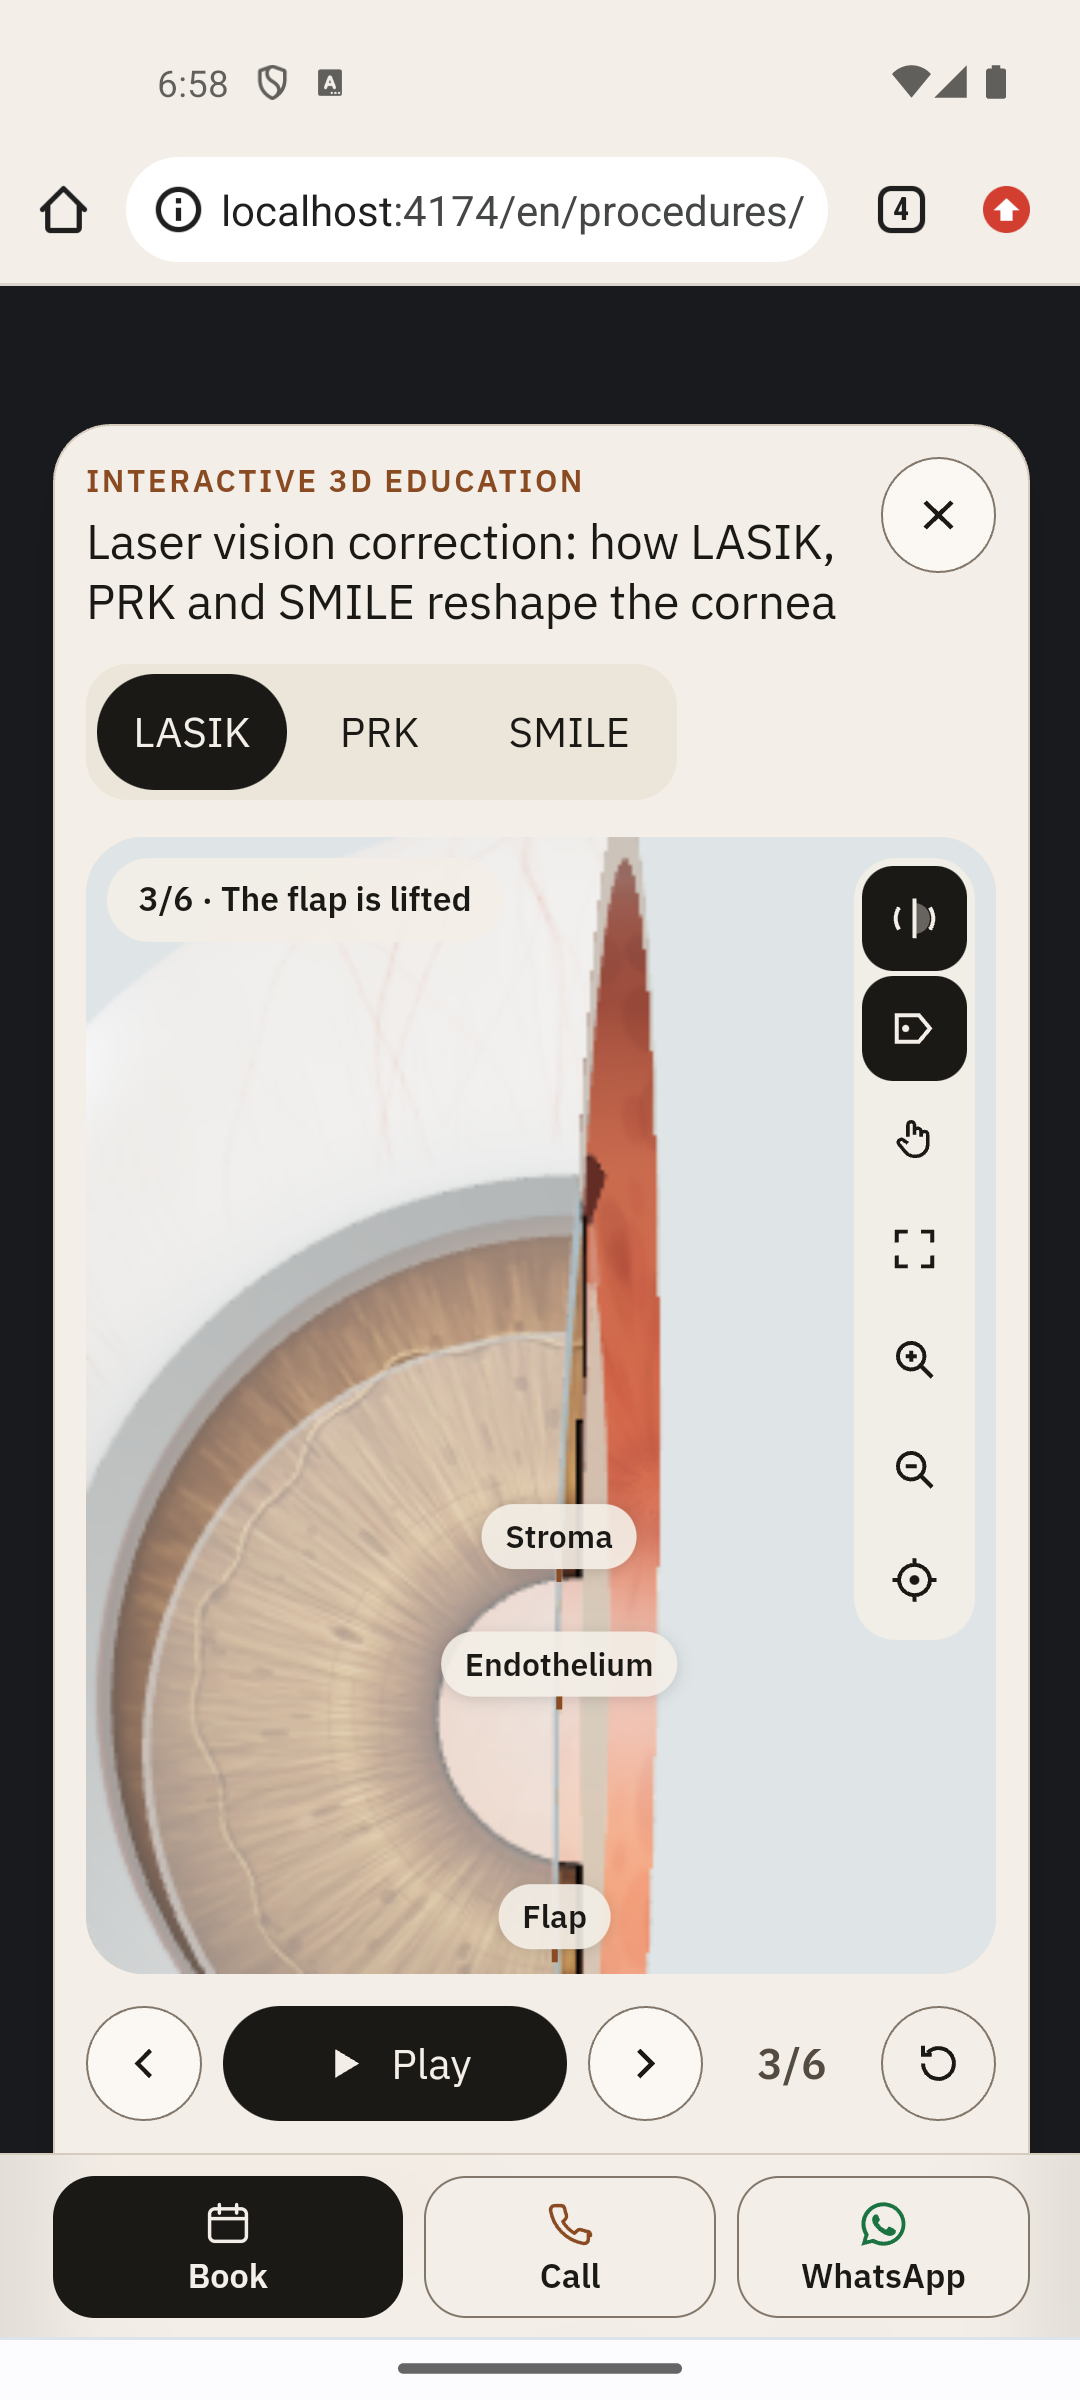 6:58
localhost:4174/en/procedures/
4
INTERACTIVE 3D EDUCATION
Laser vision correction: how LASIK,
PRK and SMILE reshape the cornea
LASIK PRK SMILE
3/6 · The flap is lifted
Stroma
Endothelium
Flap
Play 3/6
Book Call WhatsApp